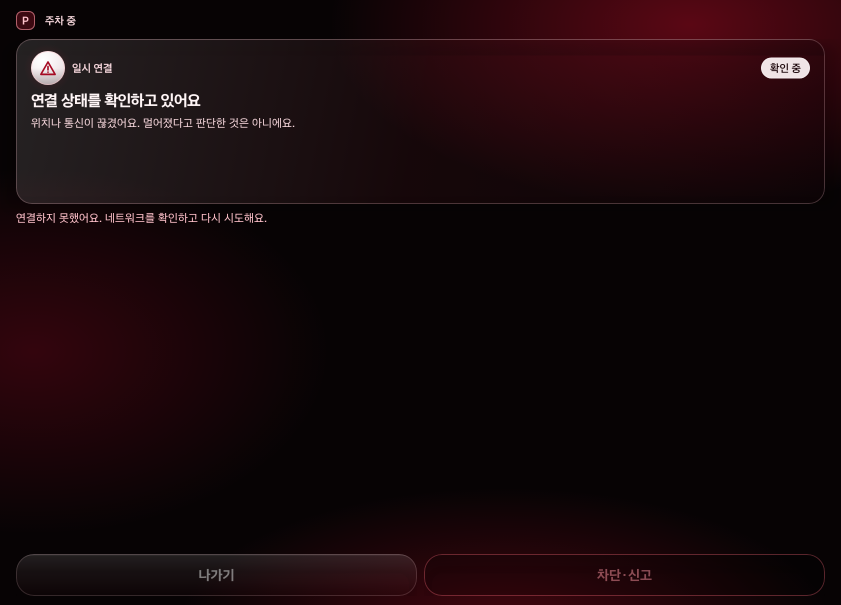 P 주차 중
일시 연결
확인 중
연결 상태를 확인하고 있어요
위치나 통신이 끊겼어요. 멀어졌다고 판단한 것은 아니에요.
연결하지 못했어요. 네트워크를 확인하고 다시 시도해요.
나가기
차단·신고